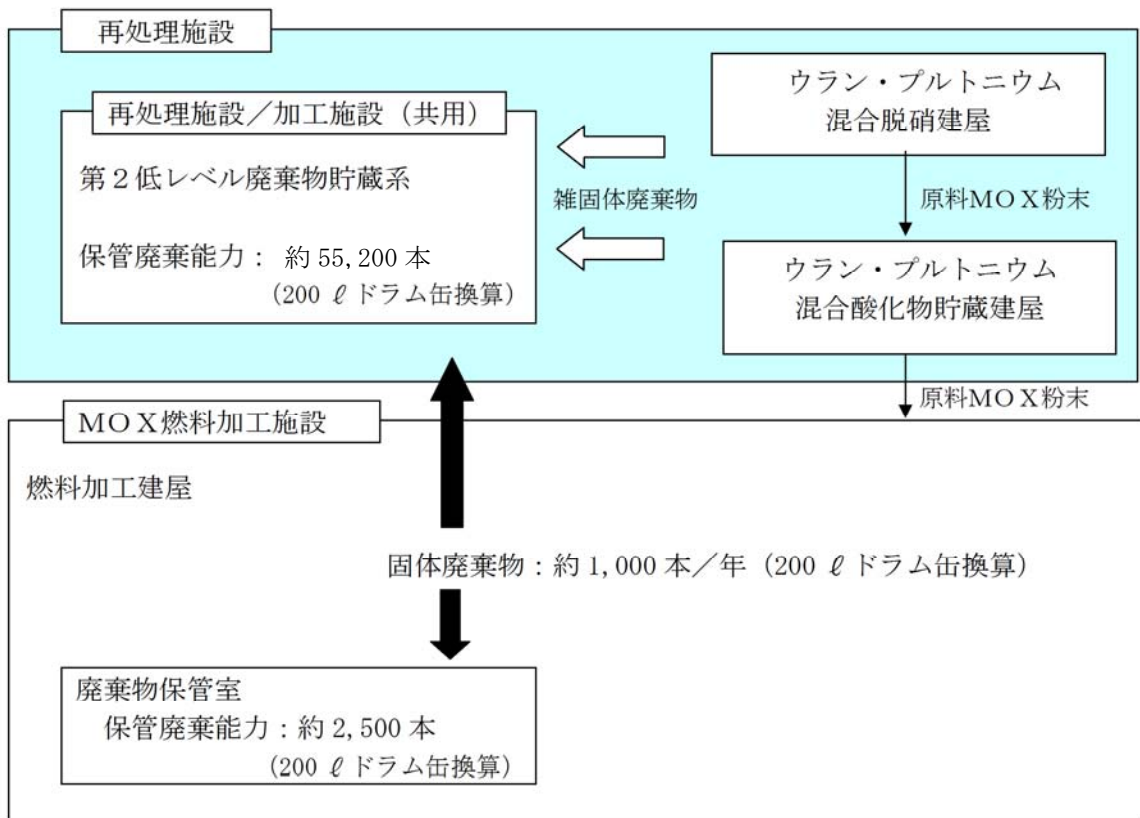 再処理施設
再処理施設／加工施設（共用）
第２低レベル廃棄物貯蔵系
保管廃棄能力： 約 55,200 本
（200 ℓ ドラム缶換算）
雑固体廃棄物
ウラン・プルトニウム
混合脱硝建屋
原料ＭＯＸ粉末
ウラン・プルトニウム
混合酸化物貯蔵建屋
原料ＭＯＸ粉末
ＭＯＸ燃料加工施設
燃料加工建屋
固体廃棄物：約 1,000 本／年（200 ℓ ドラム缶換算）
廃棄物保管室
保管廃棄能力：約 2,500 本
（200 ℓ ドラム缶換算）